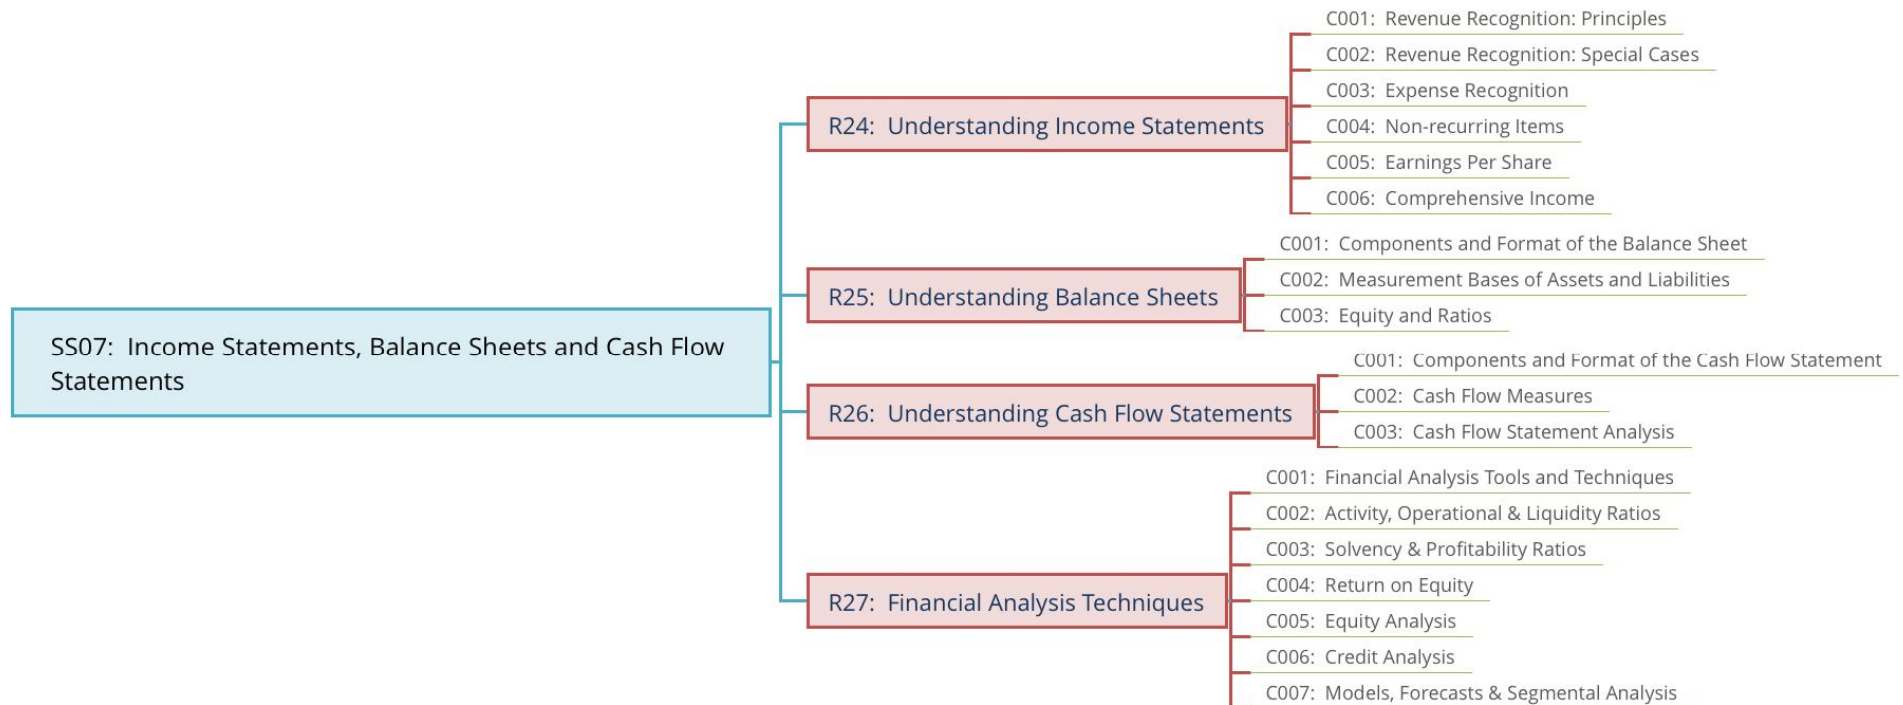 SS07:  Income Statements, Balance Sheets and Cash Flow
Statements
R24:  Understanding Income Statements
C001:  Revenue Recognition: Principles
C002:  Revenue Recognition: Special Cases
C003:  Expense Recognition
C004:  Non-recurring Items
C005:  Earnings Per Share
C006:  Comprehensive Income
R25:  Understanding Balance Sheets
C001:  Components and Format of the Balance Sheet
C002:  Measurement Bases of Assets and Liabilities
C003:  Equity and Ratios
R26:  Understanding Cash Flow Statements
C001:  Components and Format of the Cash Flow Statement
C002:  Cash Flow Measures
C003:  Cash Flow Statement Analysis
R27:  Financial Analysis Techniques
C001:  Financial Analysis Tools and Techniques
C002:  Activity, Operational & Liquidity Ratios
C003:  Solvency & Profitability Ratios
C004:  Return on Equity
C005:  Equity Analysis
C006:  Credit Analysis
C007:  Models, Forecasts & Segmental Analysis